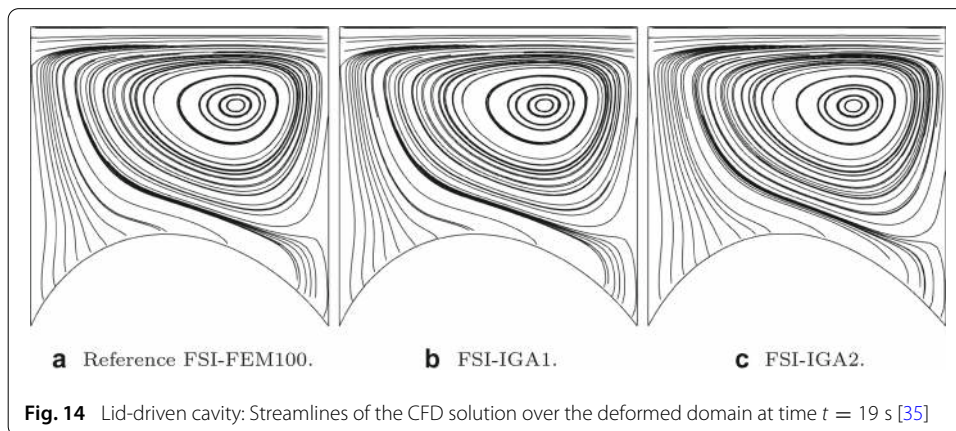 a Reference FSI-FEM100.
b FSI-IGA1.
c FSI-IGA2.
Fig. 14 Lid-driven cavity: Streamlines of the CFD solution over the deformed domain at time t = 19 s [35]